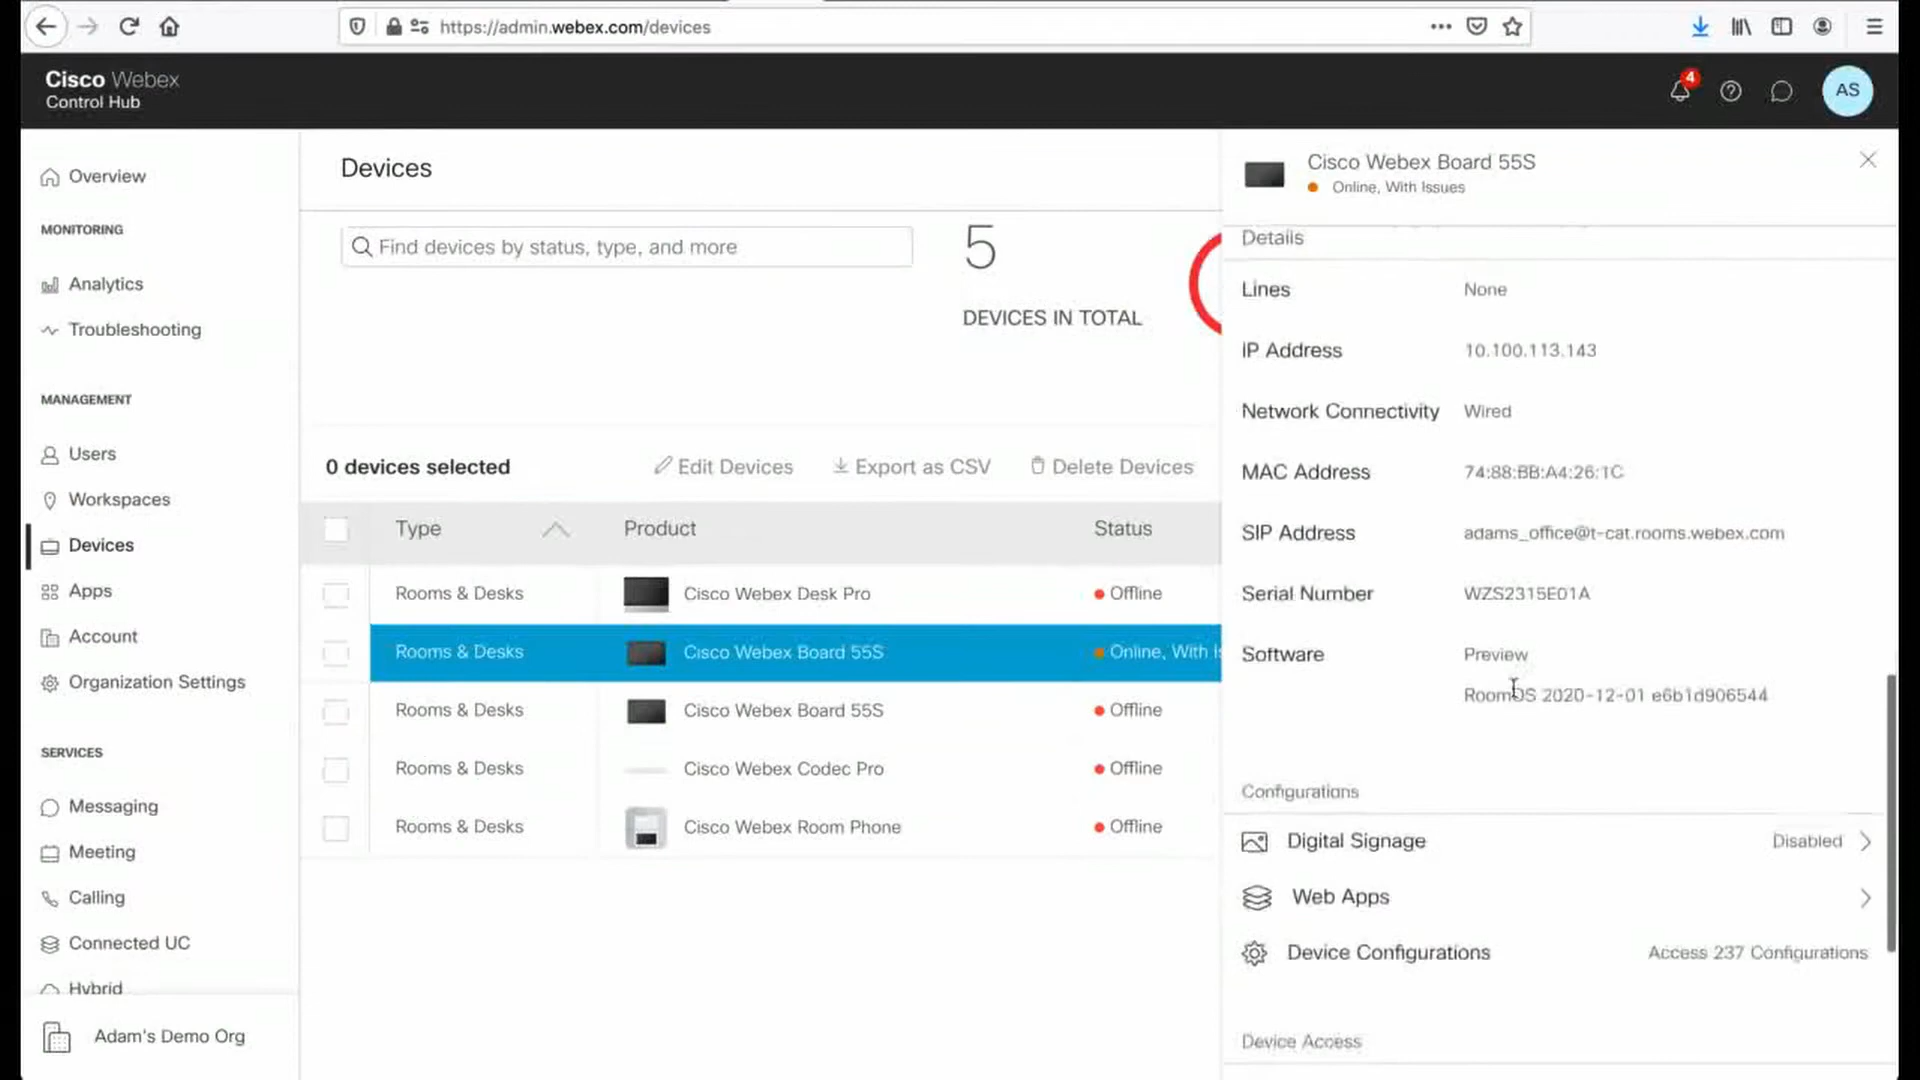 https://admin.webex.com/devices
Cisco Webex
Control Hub
4
AS
Overview
MONITORING
Analytics
Troubleshooting
MANAGEMENT
Users
Workspaces
Devices
Apps
Account
Organization Settings
SERVICES
Messaging
Meeting
Calling
Connected UC
Hybrid
Adam's Demo Org
Devices
Find devices by status, type, and more
5
DEVICES IN TOTAL
0 devices selected
Edit Devices
Export as CSV
Delete Devices
Type Product Status
Rooms & Desks Cisco Webex Desk Pro Offline
Rooms & Desks Cisco Webex Board 55S Online, With Is
Rooms & Desks Cisco Webex Board 55S Offline
Rooms & Desks Cisco Webex Codec Pro Offline
Rooms & Desks Cisco Webex Room Phone Offline
Cisco Webex Board 55S
Online, With Issues
Details
Lines None
IP Address 10.100.113.143
Network Connectivity Wired
MAC Address 74:88:BB:A4:26:1C
SIP Address adams_office@t-cat.rooms.webex.com
Serial Number WZS2315E01A
Software Preview
RoomOS 2020-12-01 e6b1d906544
Configurations
Digital Signage Disabled
Web Apps
Device Configurations Access 237 Configurations
Device Access